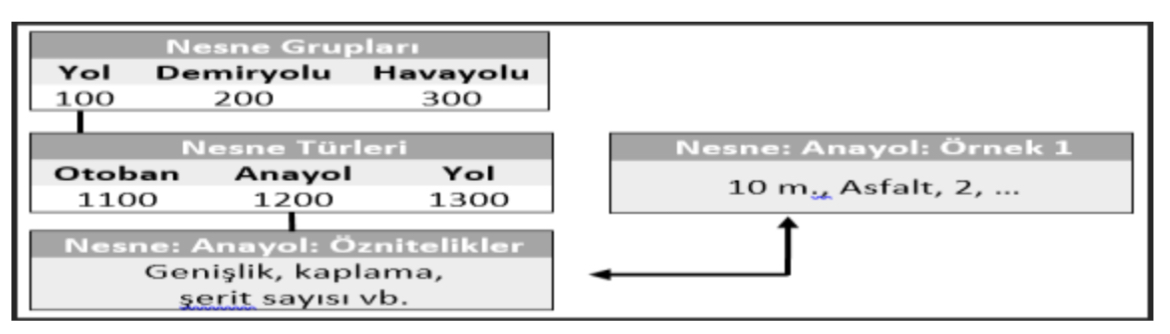 Nesne Grupları
Yol Demiryolu Havayolu
100 200 300
Nesne Türleri
Otoban Anayol Yol
1100 1200 1300
Nesne: Anayol: Öznitelikler
Genişlik, kaplama,
şerit sayısı vb.
Nesne: Anayol: Örnek 1
10 m., Asfalt, 2, ...